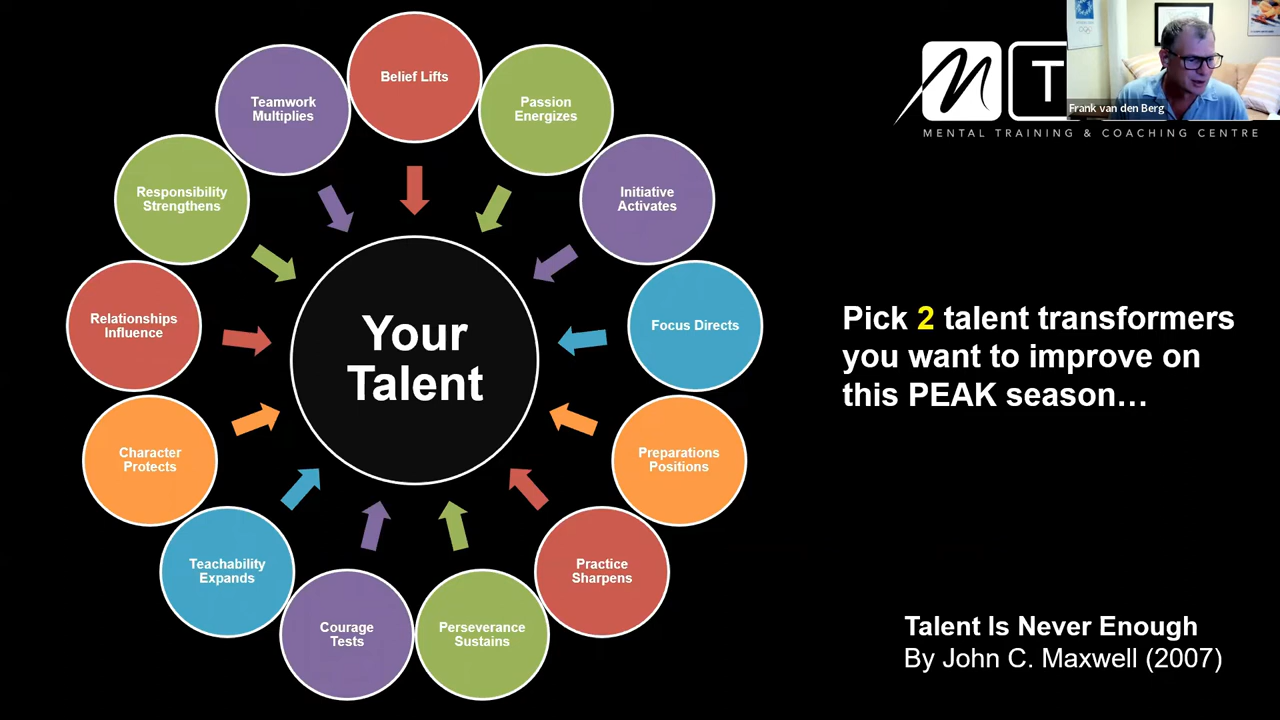 Belief Lifts
Passion
Energizes
Initiative
Activates
Focus Directs
Preparations
Positions
Practice
Sharpens
Perseverance
Sustains
Courage
Tests
Teachability
Expands
Character
Protects
Relationships
Influence
Responsibility
Strengthens
Teamwork
Multiplies
Your
Talent
M T
MENTAL TRAINING & COACHING CENTRE
Frank van den Berg
Pick 2 talent transformers
you want to improve on
this PEAK season…
Talent Is Never Enough
By John C. Maxwell (2007)